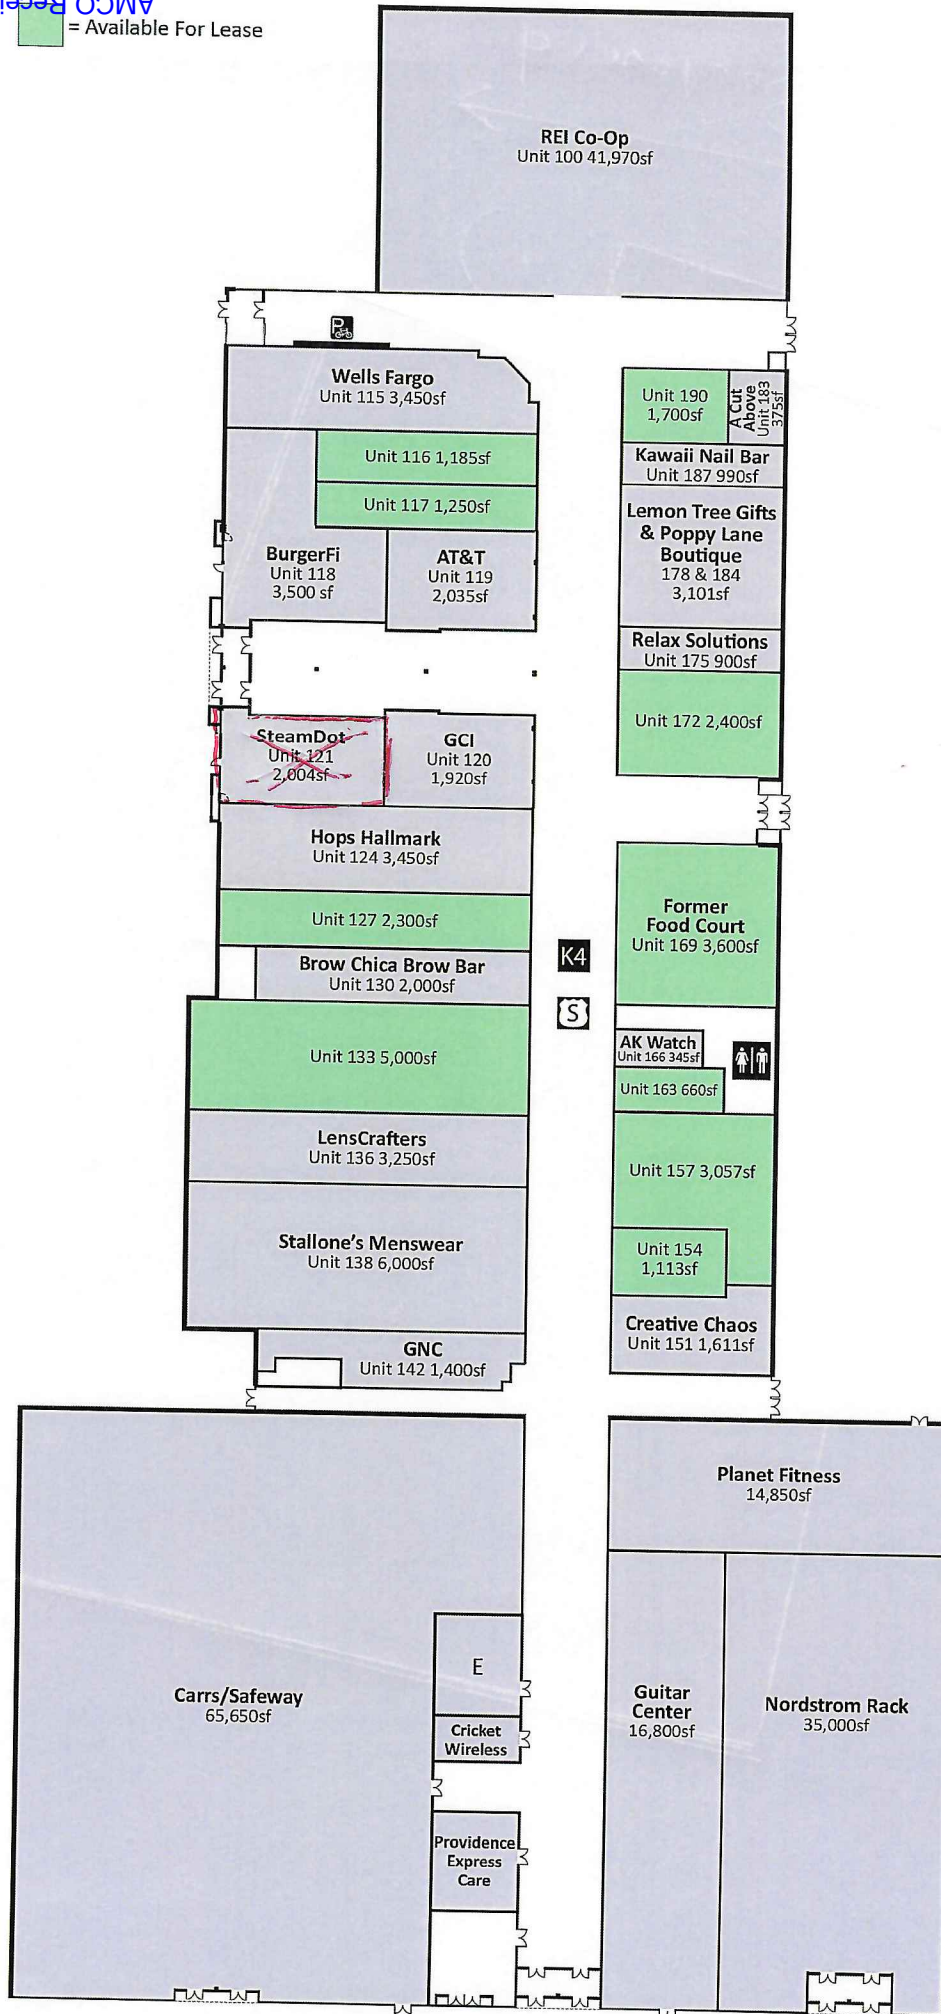 AMCO Recei
= Available For Lease
REI Co-Op
Unit 100 41,970sf
P
Wells Fargo
Unit 115 3,450sf
Unit 116 1,185sf
Unit 117 1,250sf
BurgerFi
Unit 118
3,500 sf
AT&T
Unit 119
2,035sf
Unit 190
1,700sf
A Cut
Above
Unit 183
375sf
Kawaii Nail Bar
Unit 187 990sf
Lemon Tree Gifts
& Poppy Lane
Boutique
178 & 184
3,101sf
Relax Solutions
Unit 175 900sf
Unit 172 2,400sf
SteamDot
Unit 121
2,004sf
GCI
Unit 120
1,920sf
Hops Hallmark
Unit 124 3,450sf
Unit 127 2,300sf
Brow Chica Brow Bar
Unit 130 2,000sf
K4
S
Former
Food Court
Unit 169 3,600sf
Unit 133 5,000sf
AK Watch
Unit 166 345sf
Unit 163 660sf
LensCrafters
Unit 136 3,250sf
Unit 157 3,057sf
Stallone's Menswear
Unit 138 6,000sf
Unit 154
1,113sf
Creative Chaos
Unit 151 1,611sf
GNC
Unit 142 1,400sf
Planet Fitness
14,850sf
Carrs/Safeway
65,650sf
E
Cricket
Wireless
Providence
Express
Care
Guitar
Center
16,800sf
Nordstrom Rack
35,000sf